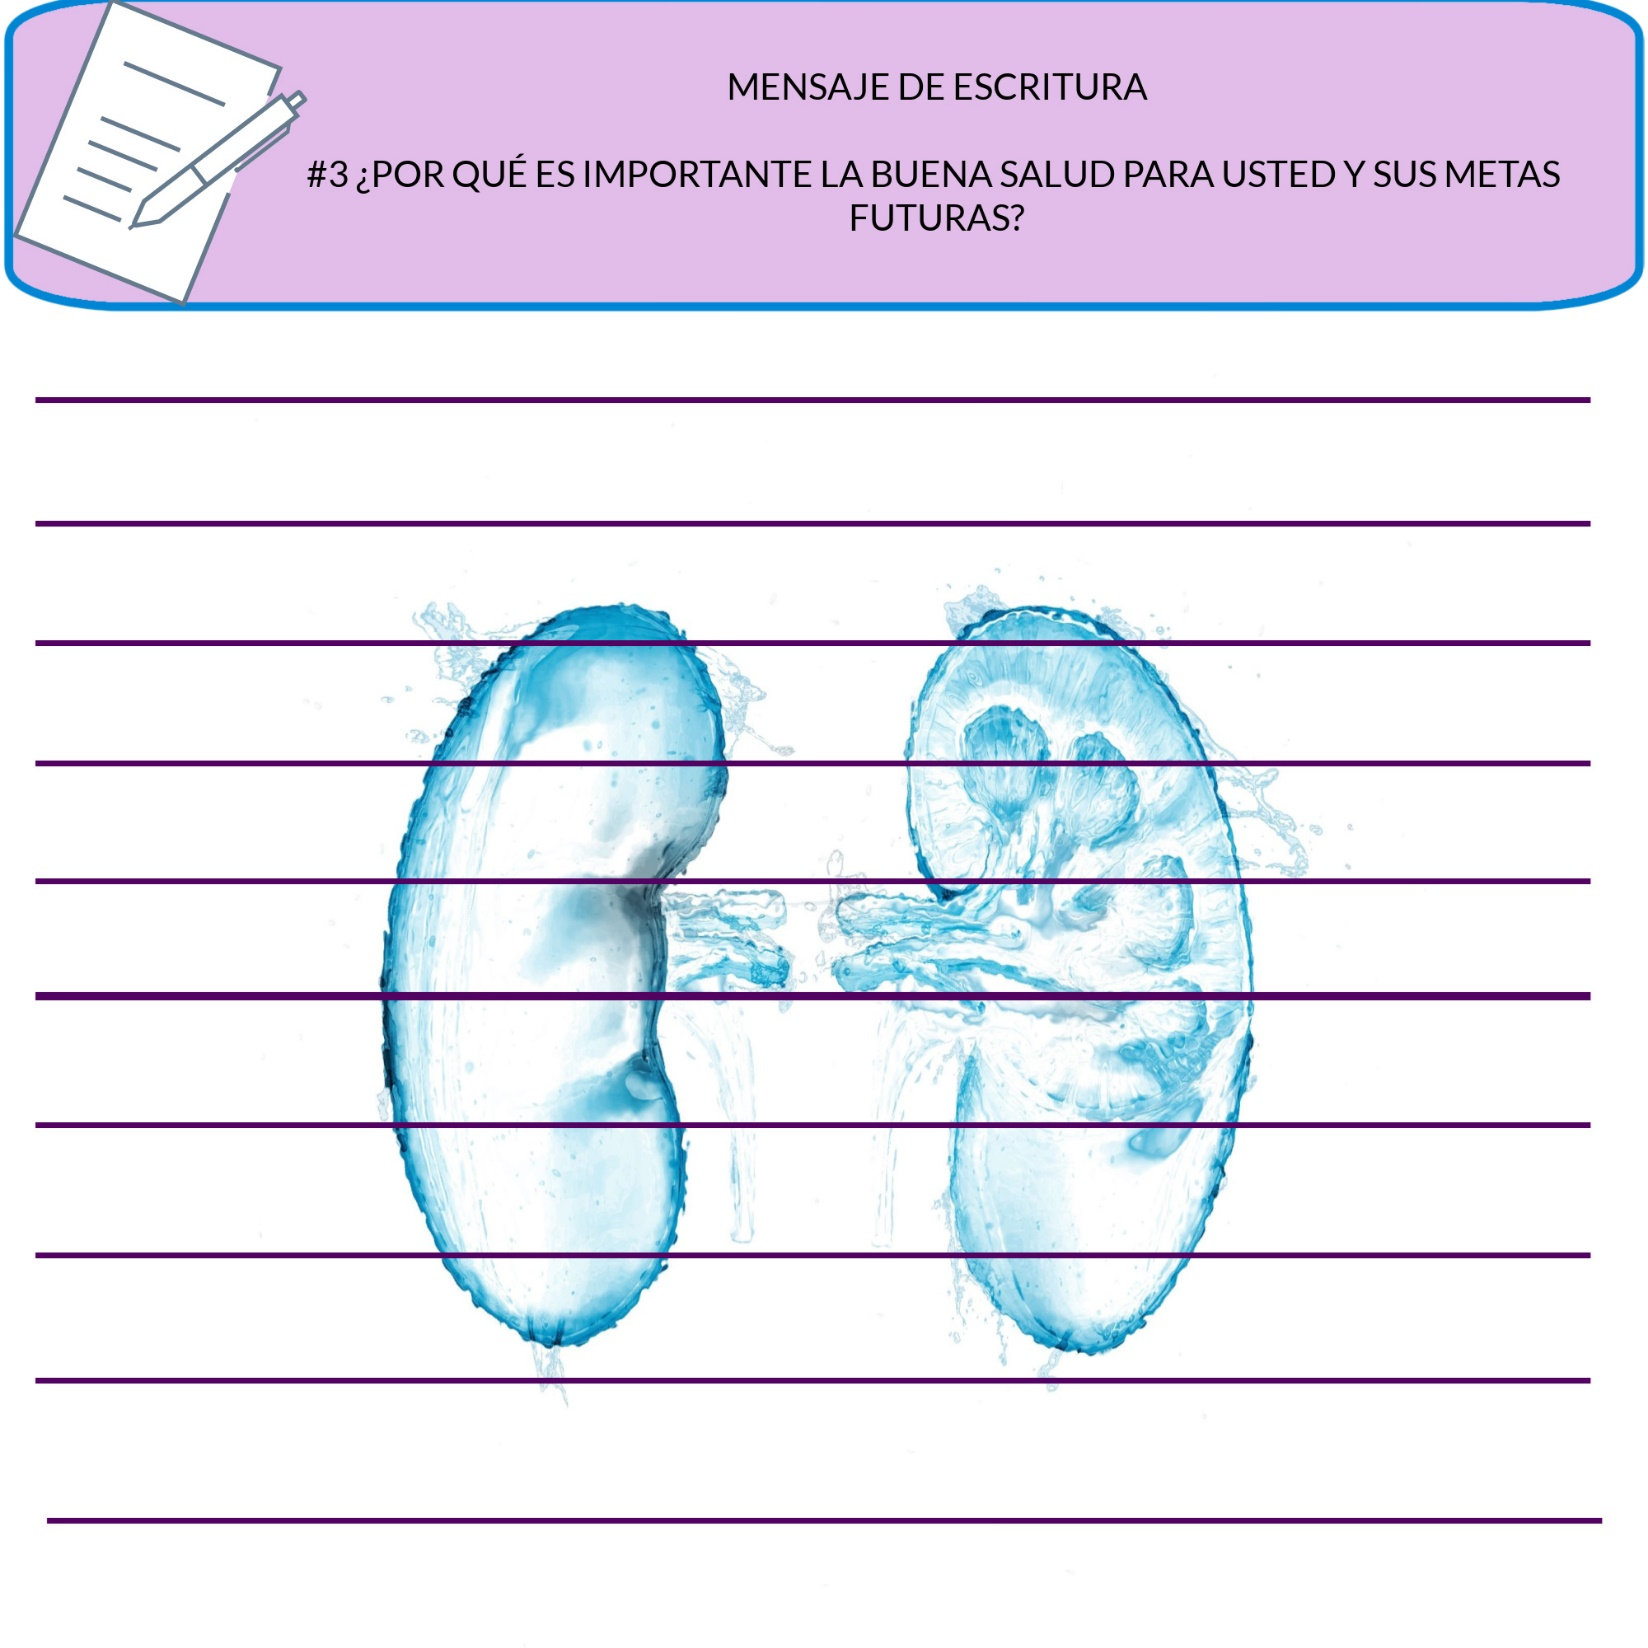 MENSAJE DE ESCRITURA
#3 ¿POR QUÉ ES IMPORTANTE LA BUENA SALUD PARA USTED Y SUS METAS
FUTURAS?